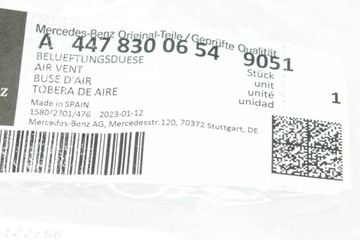 Mercedes-Benz Original-Teile/Geprüfte Qualität
A 447 830 06 54 9051
BELUEFTUNGSDUESE Stück
AIR VENT unit
BUSE D'AIR unité
TOBERA DE AIRE unidad 1
Made in SPAIN
1580/2301/476 2023-01-12
Mercedes-Benz AG, Mercedesstr.120, 70372 Stuttgart, DE
z
122:56